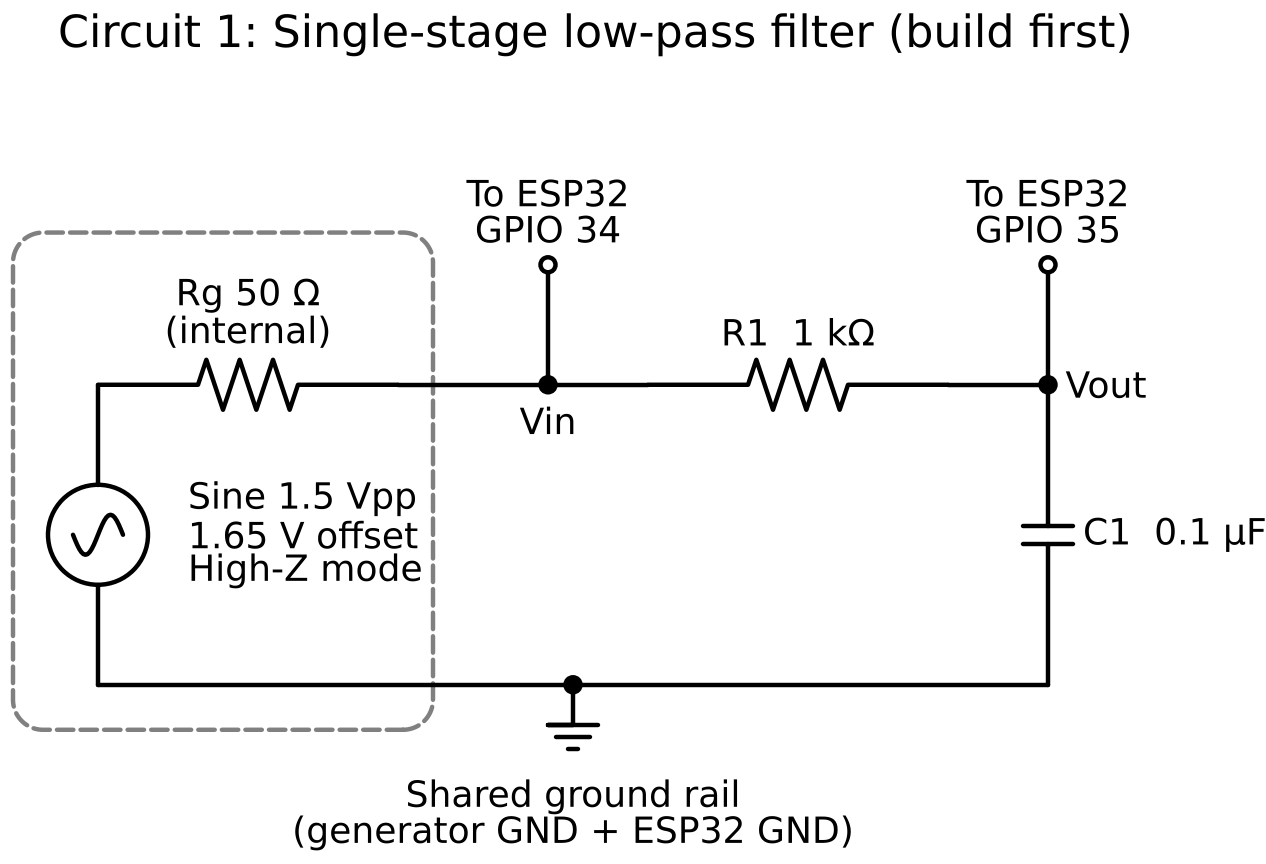 Circuit 1: Single-stage low-pass filter (build first)
To ESP32
GPIO 34
To ESP32
GPIO 35
Rg 50 Ω
(internal)
R1  1 kΩ
Vin
Vout
Sine 1.5 Vpp
1.65 V offset
High-Z mode
C1  0.1 µF
Shared ground rail
(generator GND + ESP32 GND)